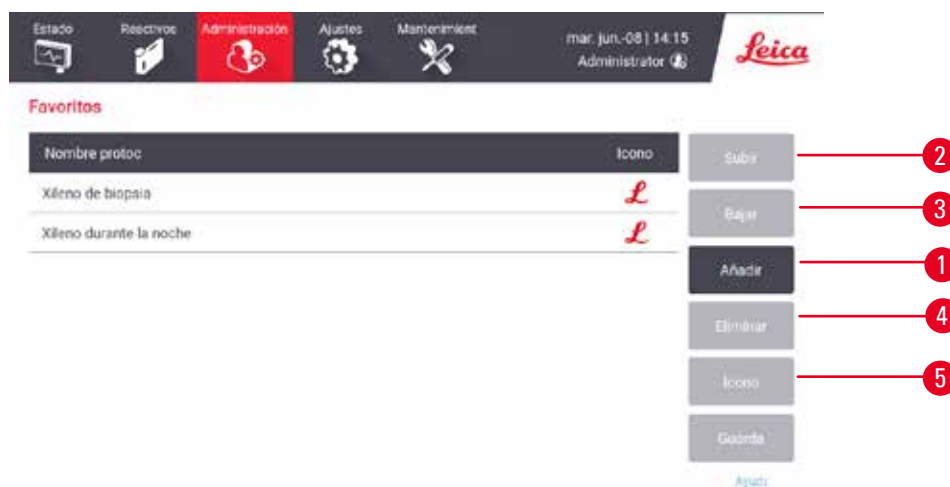 Estado Reactivos Administración Ajustes Mantenimient
mar. jun.-08 | 14:15
Administrator
Leica
Favoritos
Nombre protoc Icono
Xileno de biopsia
Xileno durante la noche
Subir
Bajar
Añadir
Eliminar
Ícono
Guarda
Ayuda
2
3
1
4
5